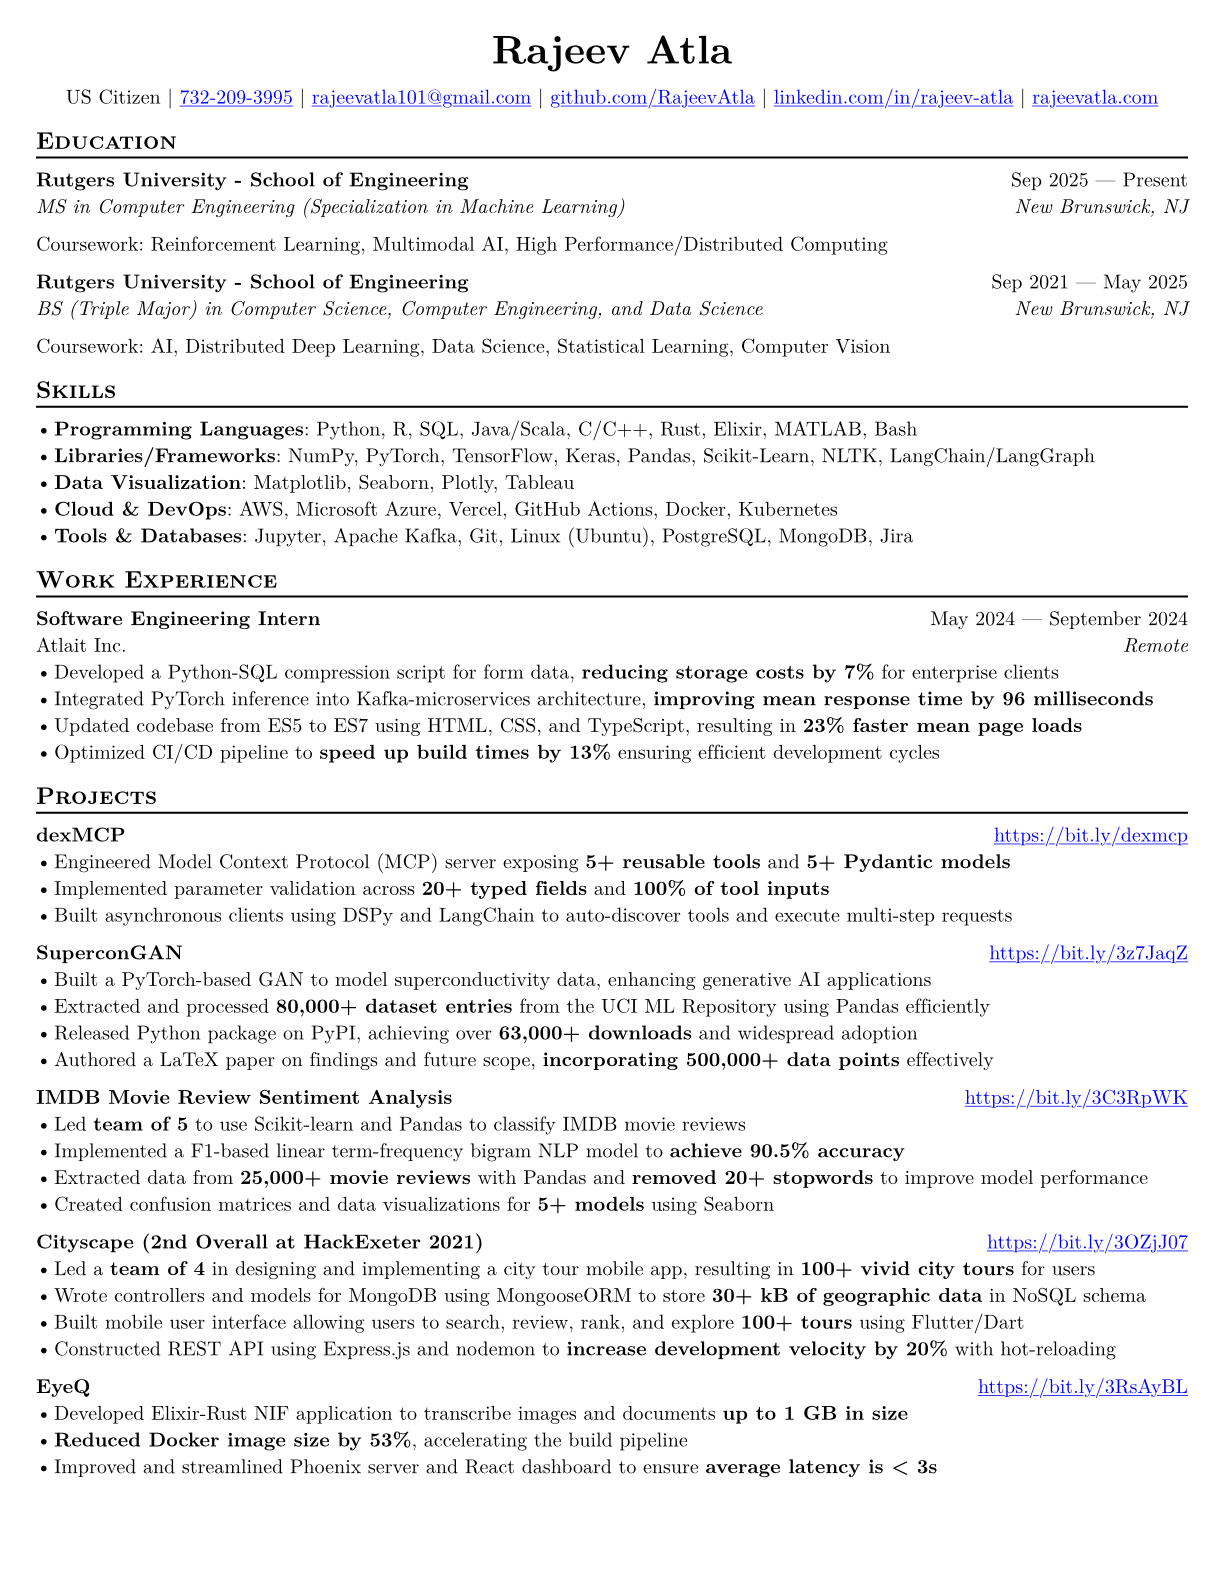 Rajeev Atla
US Citizen | 732-209-3995 | rajeevatla101@gmail.com | github.com/RajeevAtla | linkedin.com/in/rajeev-atla | rajeevatla.com
Education
Rutgers University - School of Engineering Sep 2025 — Present
MS in Computer Engineering (Specialization in Machine Learning) New Brunswick, NJ
Coursework: Reinforcement Learning, Multimodal AI, High Performance/Distributed Computing
Rutgers University - School of Engineering Sep 2021 — May 2025
BS (Triple Major) in Computer Science, Computer Engineering, and Data Science New Brunswick, NJ
Coursework: AI, Distributed Deep Learning, Data Science, Statistical Learning, Computer Vision
Skills
• Programming Languages: Python, R, SQL, Java/Scala, C/C++, Rust, Elixir, MATLAB, Bash
• Libraries/Frameworks: NumPy, PyTorch, TensorFlow, Keras, Pandas, Scikit-Learn, NLTK, LangChain/LangGraph
• Data Visualization: Matplotlib, Seaborn, Plotly, Tableau
• Cloud & DevOps: AWS, Microsoft Azure, Vercel, GitHub Actions, Docker, Kubernetes
• Tools & Databases: Jupyter, Apache Kafka, Git, Linux (Ubuntu), PostgreSQL, MongoDB, Jira
Work Experience
Software Engineering Intern May 2024 — September 2024
Atlait Inc. Remote
• Developed a Python-SQL compression script for form data, reducing storage costs by 7% for enterprise clients
• Integrated PyTorch inference into Kafka-microservices architecture, improving mean response time by 96 milliseconds
• Updated codebase from ES5 to ES7 using HTML, CSS, and TypeScript, resulting in 23% faster mean page loads
• Optimized CI/CD pipeline to speed up build times by 13% ensuring efficient development cycles
Projects
dexMCP https://bit.ly/dexmcp
• Engineered Model Context Protocol (MCP) server exposing 5+ reusable tools and 5+ Pydantic models
• Implemented parameter validation across 20+ typed fields and 100% of tool inputs
• Built asynchronous clients using DSPy and LangChain to auto-discover tools and execute multi-step requests
SuperconGAN https://bit.ly/3z7JaqZ
• Built a PyTorch-based GAN to model superconductivity data, enhancing generative AI applications
• Extracted and processed 80,000+ dataset entries from the UCI ML Repository using Pandas efficiently
• Released Python package on PyPI, achieving over 63,000+ downloads and widespread adoption
• Authored a LaTeX paper on findings and future scope, incorporating 500,000+ data points effectively
IMDB Movie Review Sentiment Analysis https://bit.ly/3C3RpWK
• Led team of 5 to use Scikit-learn and Pandas to classify IMDB movie reviews
• Implemented a F1-based linear term-frequency bigram NLP model to achieve 90.5% accuracy
• Extracted data from 25,000+ movie reviews with Pandas and removed 20+ stopwords to improve model performance
• Created confusion matrices and data visualizations for 5+ models using Seaborn
Cityscape (2nd Overall at HackExeter 2021) https://bit.ly/3OZjJ07
• Led a team of 4 in designing and implementing a city tour mobile app, resulting in 100+ vivid city tours for users
• Wrote controllers and models for MongoDB using MongooseORM to store 30+ kB of geographic data in NoSQL schema
• Built mobile user interface allowing users to search, review, rank, and explore 100+ tours using Flutter/Dart
• Constructed REST API using Express.js and nodemon to increase development velocity by 20% with hot-reloading
EyeQ https://bit.ly/3RsAyBL
• Developed Elixir-Rust NIF application to transcribe images and documents up to 1 GB in size
• Reduced Docker image size by 53%, accelerating the build pipeline
• Improved and streamlined Phoenix server and React dashboard to ensure average latency is < 3s